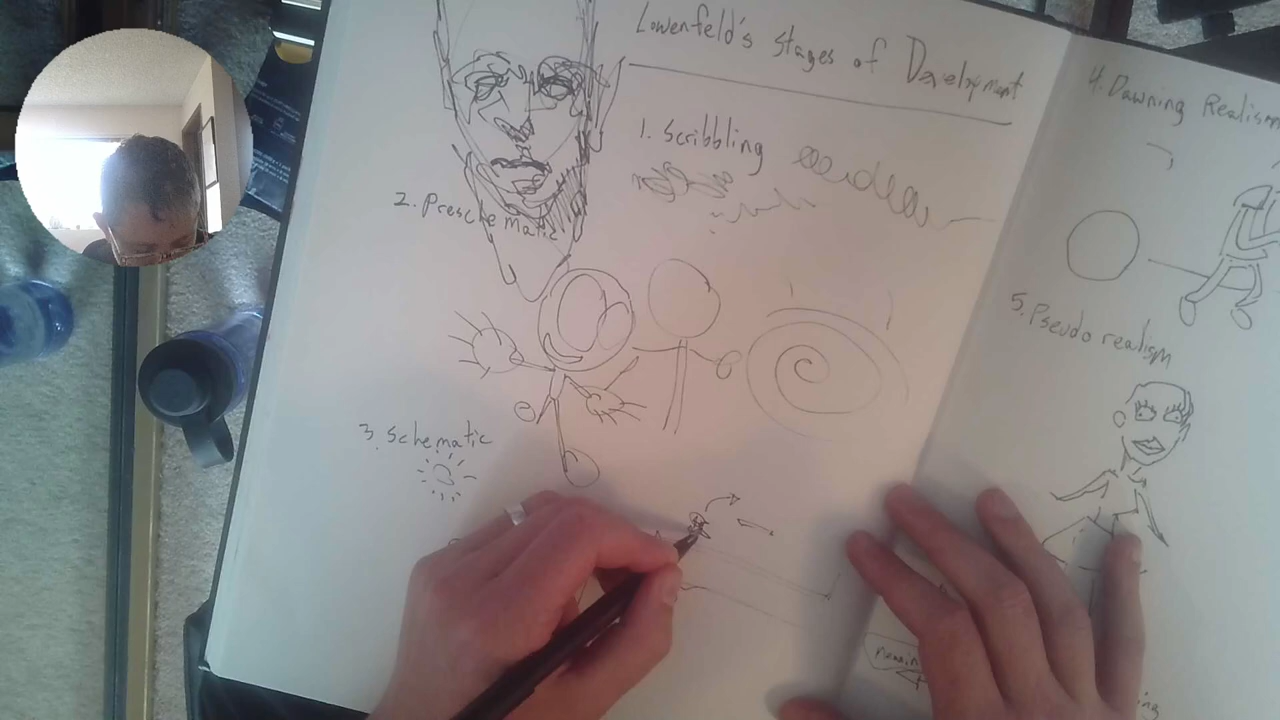 Lowenfeld's Stages of Development
1. Scribbling
2. Preschematic
3. Schematic
4. Dawning Realism
5. Pseudo realism